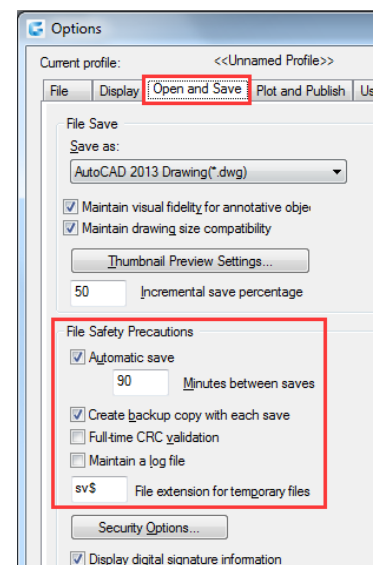 Options
Current profile: <<Unnamed Profile>>
File Display Open and Save Plot and Publish
File Save
Save as:
AutoCAD 2013 Drawing(*.dwg)
Maintain visual fidelity for annotative
Maintain drawing size compatibility
Thumbnail Preview Settings...
50 Incremental save percentage
File Safety Precautions
Automatic save
90 Minutes between saves
Create backup copy with each save
Full-time CRC validation
Maintain a log file
sv$ File extension for temporary files
Security Options...
Display digital signature information